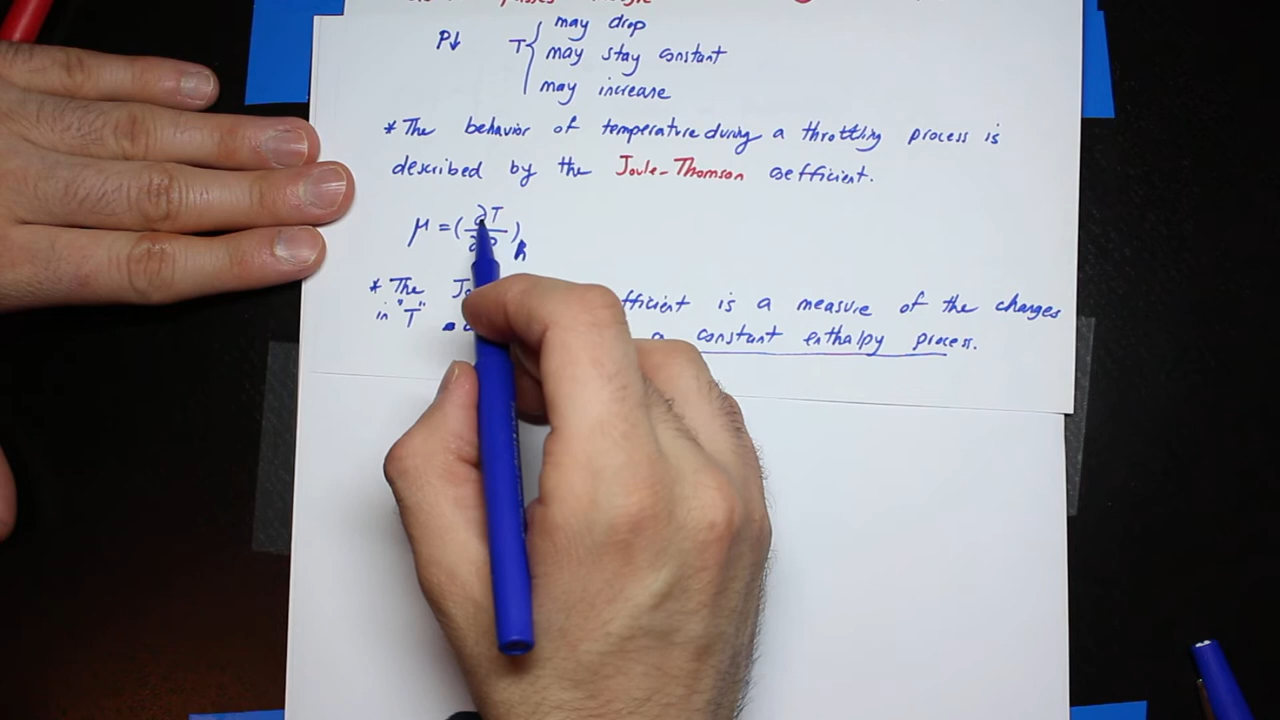 P↓ T{ may drop
may stay constant
may increase
* The behavior of temperature during a throttling process is
described by the Joule-Thomson coefficient.
μ = (∂T/∂P)h
* The fficient is a measure of the changes
in "T" a constant enthalpy process.